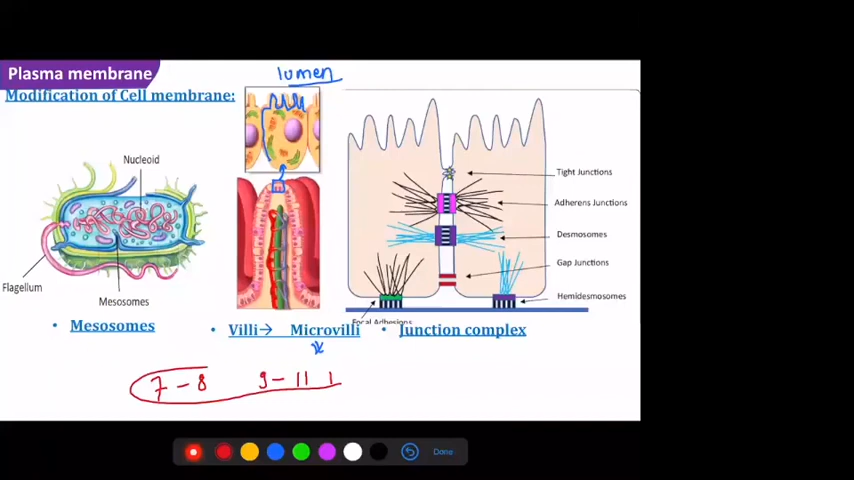 lumen
Plasma membrane
Modification of Cell membrane:
Nucleoid
Flagellum
Mesosomes
Tight Junctions
Adherens Junctions
Desmosomes
Gap Junctions
Hemidesmosomes
Focal Adhesions
• Mesosomes
• Villi→ Microvilli
• Junction complex
7 - 8 9 - 11 1
Done